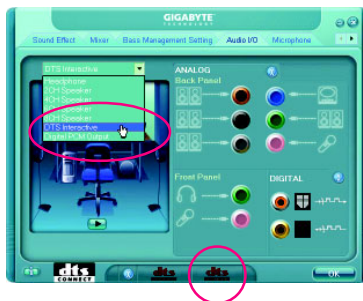 GIGABYTE
Sound Effect Mixer Bass Management Setting Audio I/O Microphone
DTS Interactive
Headphone
2CH Speaker
4CH Speaker
6CH Speaker
8CH Speaker
DTS Interactive
Digital PCM Output
ANALOG
Back Panel
Front Panel
DIGITAL
dts
CONNECT
dts
dts
OK